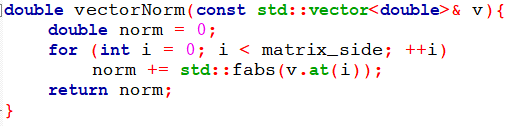 double vectorNorm(const std::vector<double>& v){
    double norm = 0;
    for (int i = 0; i < matrix_side; ++i)
        norm += std::fabs(v.at(i));
    return norm;
}